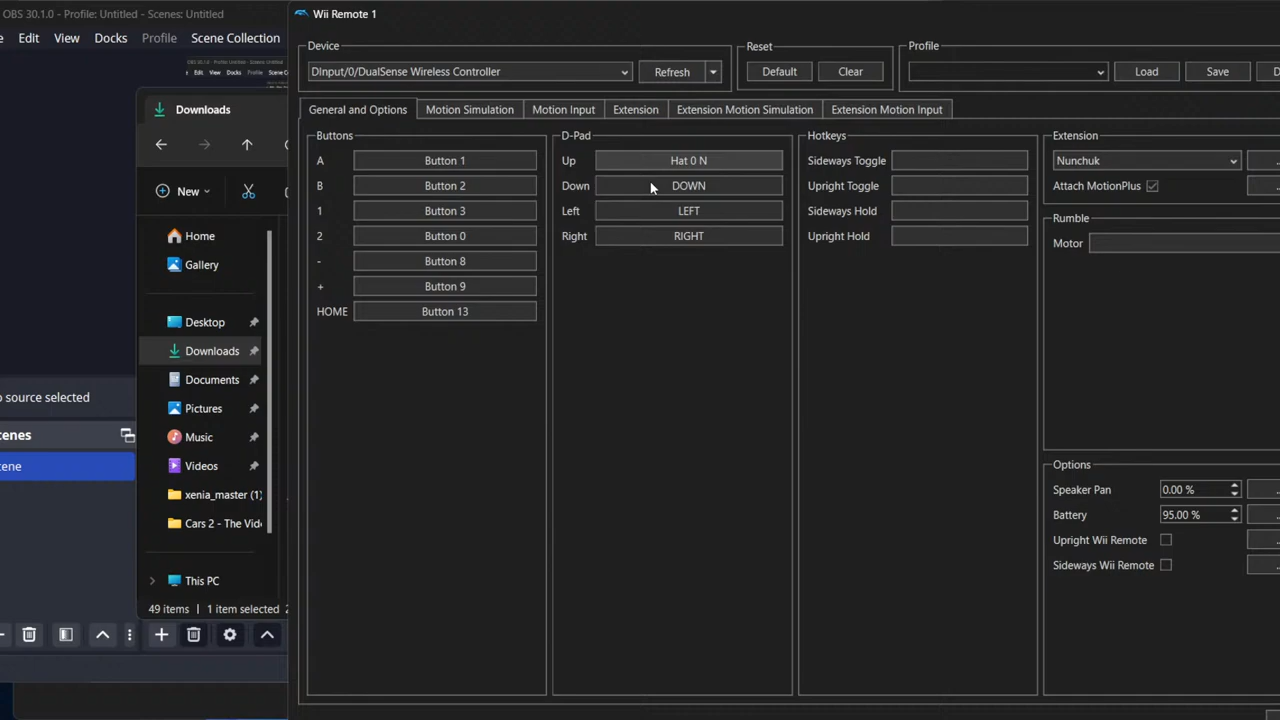 OBS 30.1.0 - Profile: Untitled - Scenes: Untitled
Edit View Docks Profile Scene Collection
Downloads
New
Home
Gallery
Desktop
Downloads
Documents
Pictures
Music
Videos
xenia_master (1)
Cars 2 - The Vide
This PC
49 items | 1 item selected
o source selected
cenes
cene
Wii Remote 1
Device
DInput/0/DualSense Wireless Controller
Refresh
Reset
Default
Clear
Profile
Load
Save
D
General and Options
Motion Simulation
Motion Input
Extension
Extension Motion Simulation
Extension Motion Input
Buttons
A Button 1
B Button 2
1 Button 3
2 Button 0
- Button 8
+ Button 9
HOME Button 13
D-Pad
Up Hat 0 N
Down DOWN
Left LEFT
Right RIGHT
Hotkeys
Sideways Toggle
Upright Toggle
Sideways Hold
Upright Hold
Extension
Nunchuk
Attach MotionPlus
Rumble
Motor
Options
Speaker Pan 0.00 %
Battery 95.00 %
Upright Wii Remote
Sideways Wii Remote